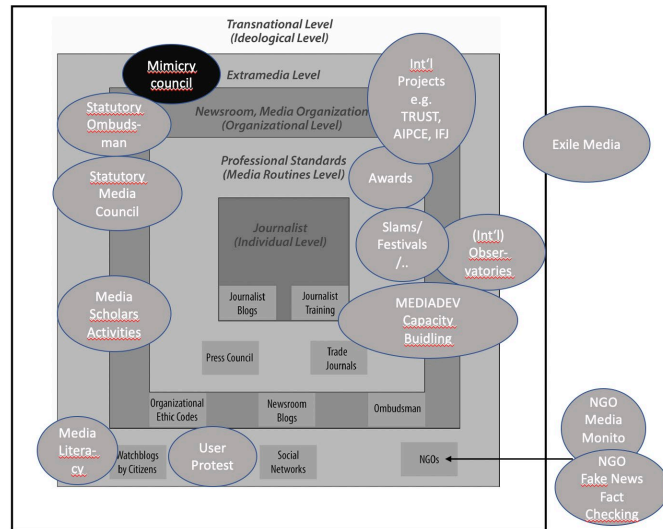 Transnational Level
(Ideological Level)
Mimicry
council
Extramedia Level
Int'l
Projects
e.g.
TRUST,
AIPCE, IFJ
Statutory
Ombuds-
man
Newsroom, Media Organization
(Organizational Level)
Exile Media
Professional Standards
(Media Routines Level)
Statutory
Media
Council
Awards
Journalist
(Individual Level)
Slams/
Festivals
/..
(Int'l)
Obser-
vatories
Media
Scholars
Activities
Journalist
Blogs
Journalist
Training
MEDIADEV
Capacity
Buidling
Press Council
Trade
Journals
Organizational
Ethic Codes
Newsroom
Blogs
Ombudsman
NGO
Media
Monito
Media
Litera-
cy
Watchblogs
by Citizens
User
Protest
Social
Networks
NGOs
NGO
Fake News
Fact
Checking